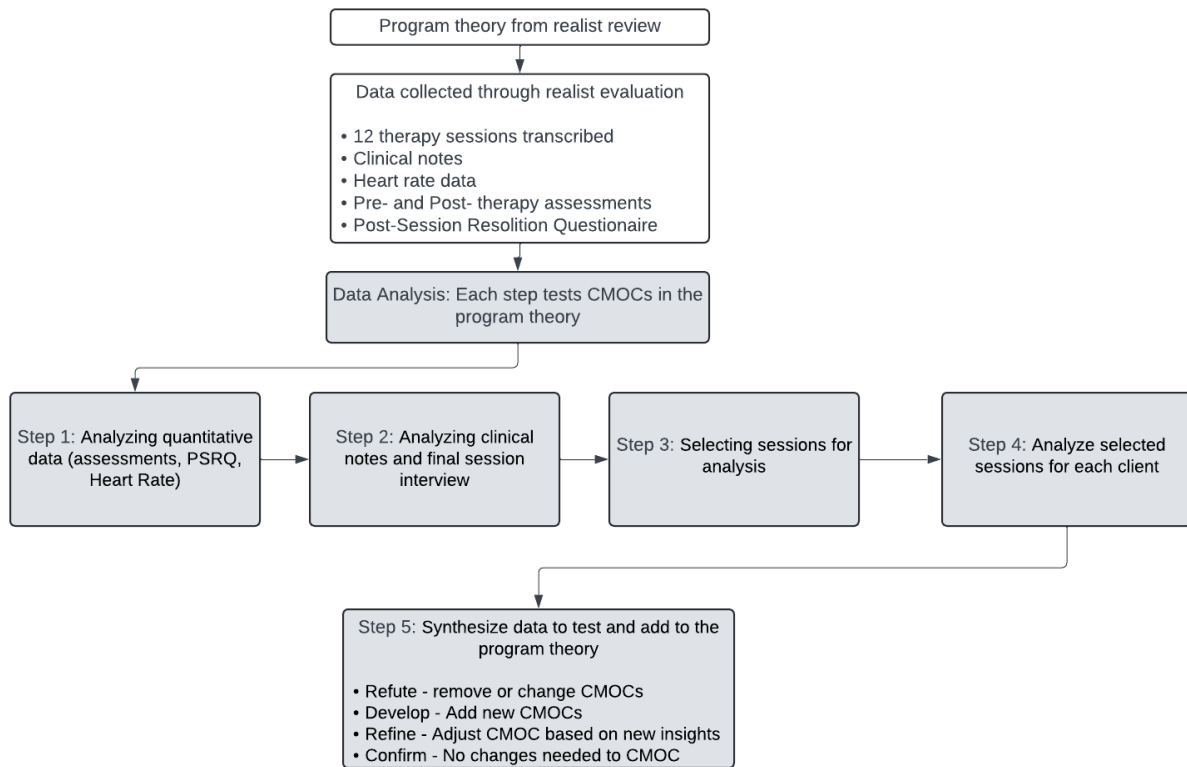 Program theory from realist review
Data collected through realist evaluation
• 12 therapy sessions transcribed
• Clinical notes
• Heart rate data
• Pre- and Post- therapy assessments
• Post-Session Resolition Questionaire
Data Analysis: Each step tests CMOCs in the
program theory
Step 1: Analyzing quantitative
data (assessments, PSRQ,
Heart Rate)
Step 2: Analyzing clinical
notes and final session
interview
Step 3: Selecting sessions for
analysis
Step 4: Analyze selected
sessions for each client
Step 5: Synthesize data to test and add to the
program theory
• Refute - remove or change CMOCs
• Develop - Add new CMOCs
• Refine - Adjust CMOC based on new insights
• Confirm - No changes needed to CMOC